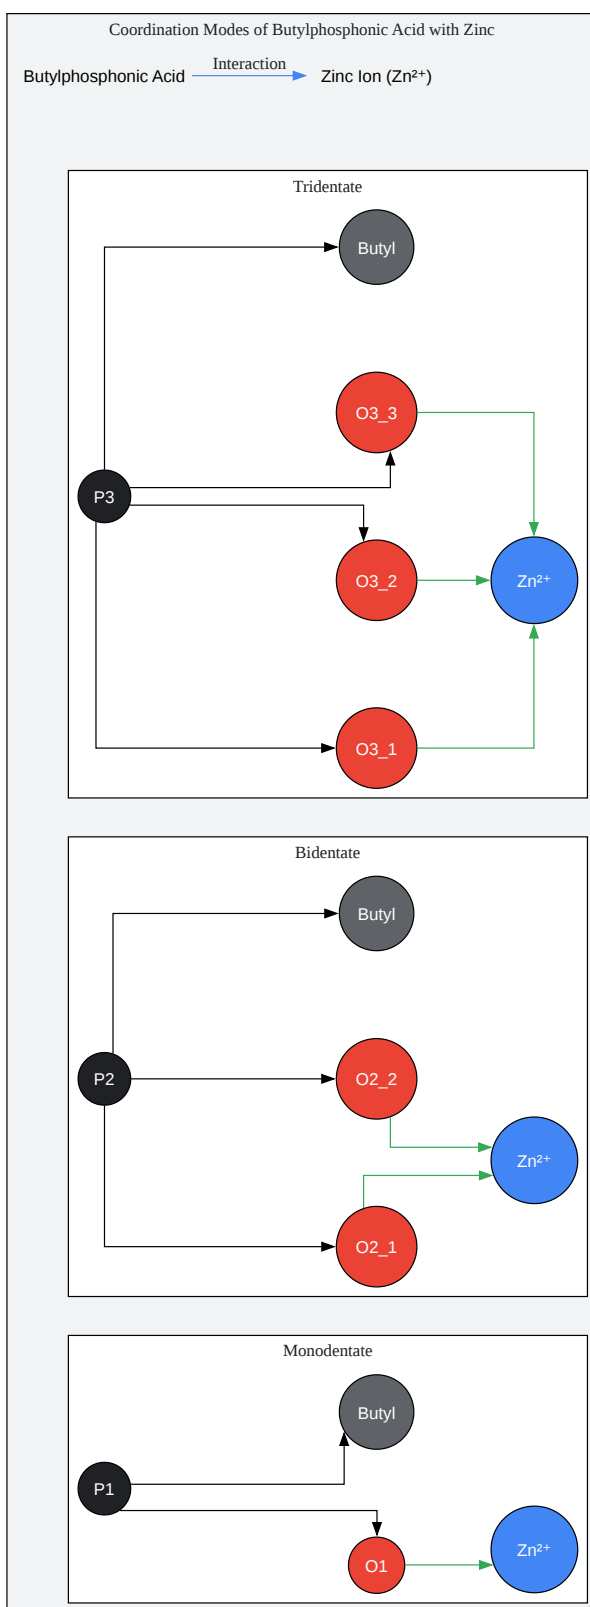 Coordination Modes of Butylphosphonic Acid with Zinc
Interaction
Butylphosphonic Acid
Zinc Ion (Zn²⁺)
Tridentate
Butyl
O3_3
P3
O3_2
Zn²⁺
O3_1
Bidentate
Butyl
P2
O2_2
Zn²⁺
O2_1
Monodentate
Butyl
P1
Zn²⁺
O1